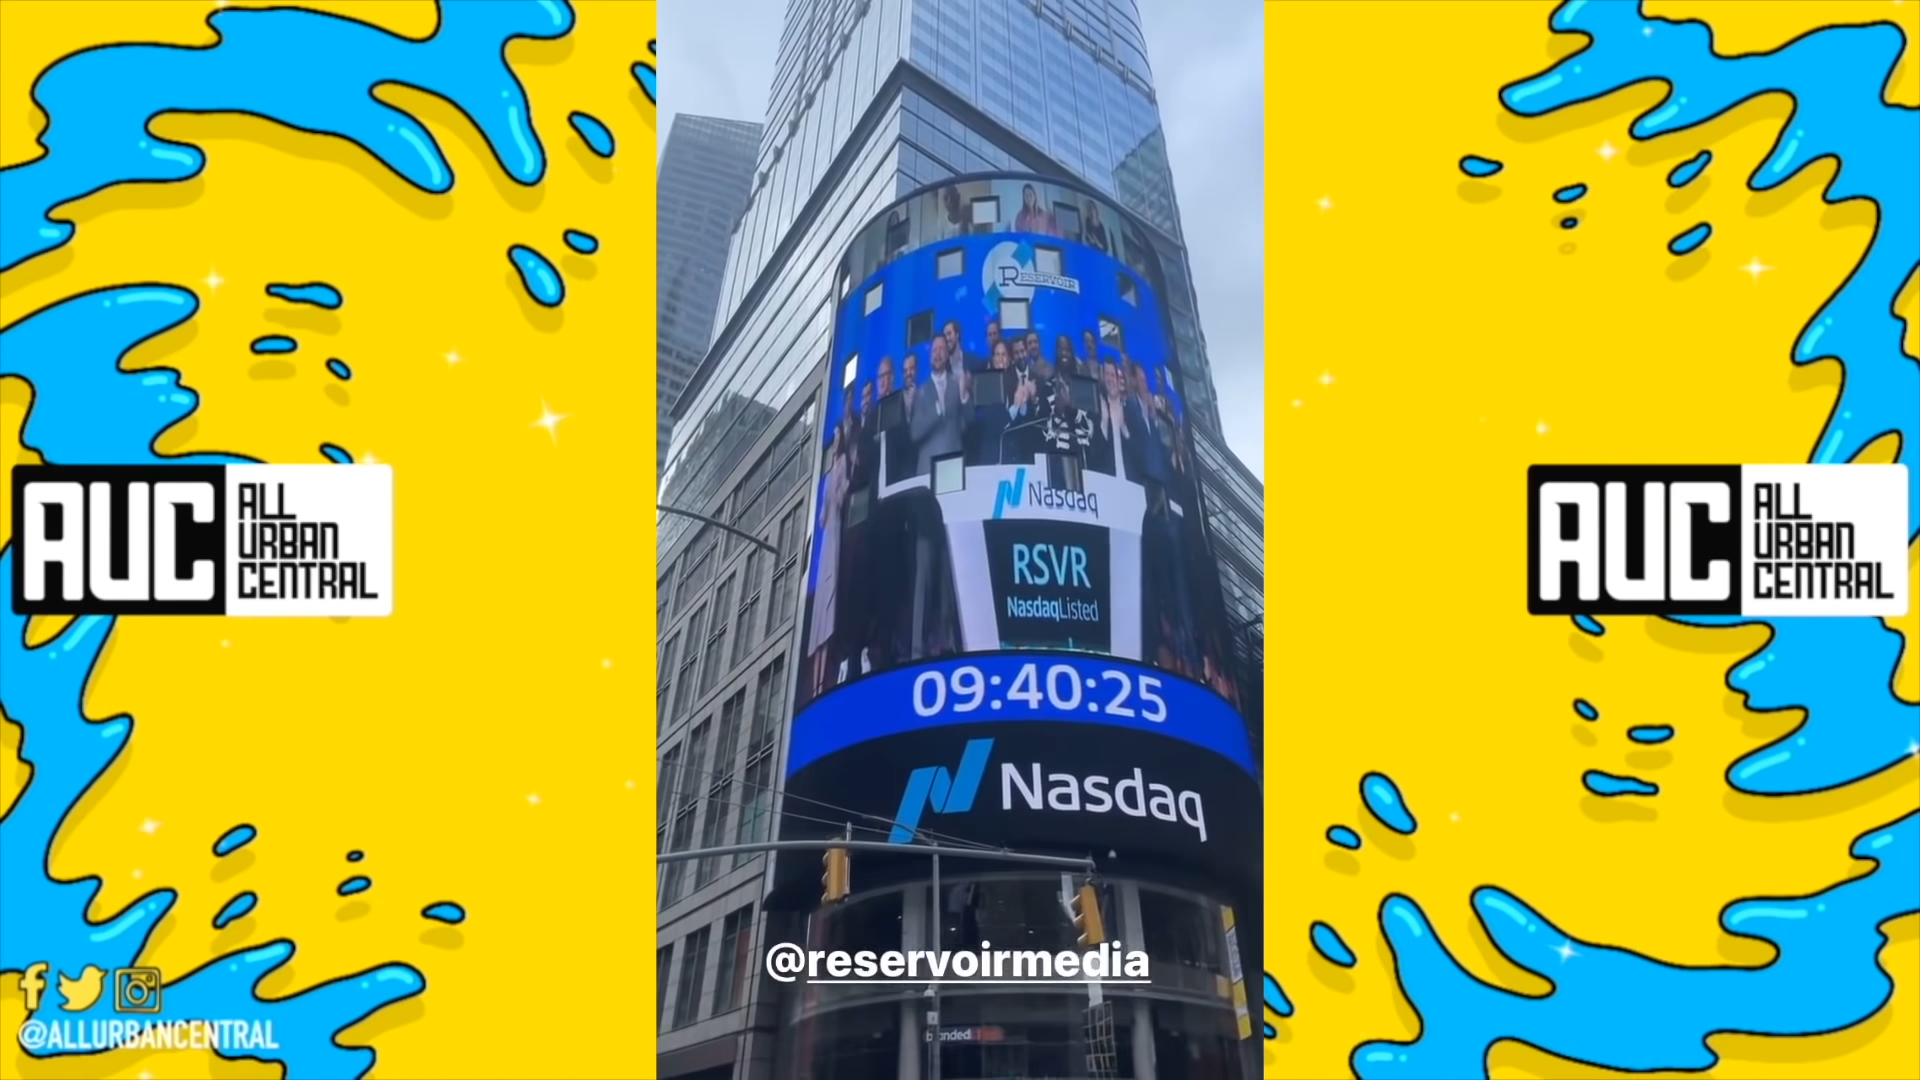 RESERVOIR
Nasdaq
RSVR
NasdaqListed
09:40:25
Nasdaq
@reservoirmedia
AUC
ALL
URBAN
CENTRAL
AUC
ALL
URBAN
CENTRAL
@ALLURBANCENTRAL